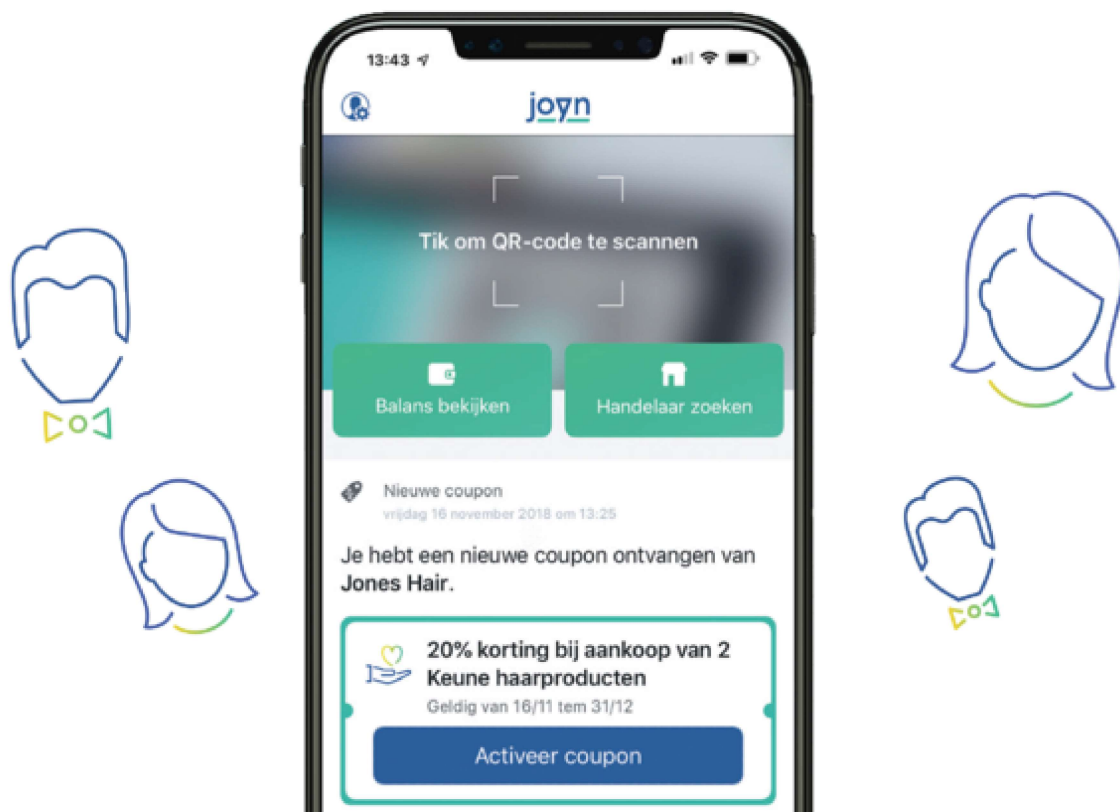 13:43
joyn
Tik om QR-code te scannen
Balans bekijken
Handelaar zoeken
Nieuwe coupon
vrijdag 16 november 2018 om 13:25
Je hebt een nieuwe coupon ontvangen van
Jones Hair.
20% korting bij aankoop van 2
Keune haarproducten
Geldig van 16/11 tem 31/12
Activeer coupon